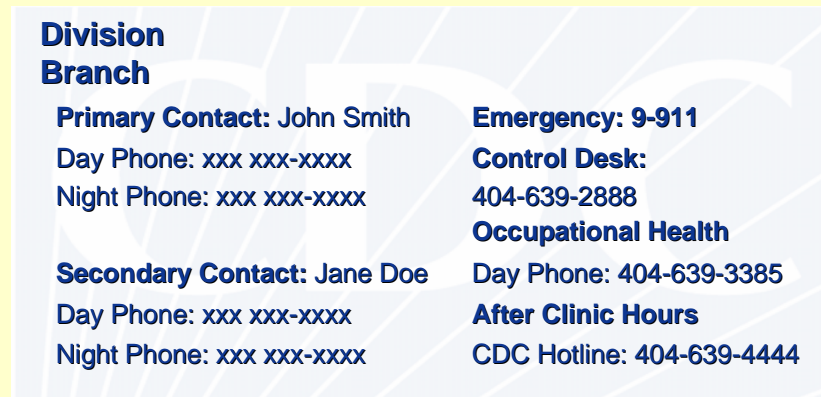 Division
Branch
Primary Contact: John Smith
Day Phone: xxx xxx-xxxx
Night Phone: xxx xxx-xxxx
Secondary Contact: Jane Doe
Day Phone: xxx xxx-xxxx
Night Phone: xxx xxx-xxxx
Emergency: 9-911
Control Desk:
404-639-2888
Occupational Health
Day Phone: 404-639-3385
After Clinic Hours
CDC Hotline: 404-639-4444
CDC